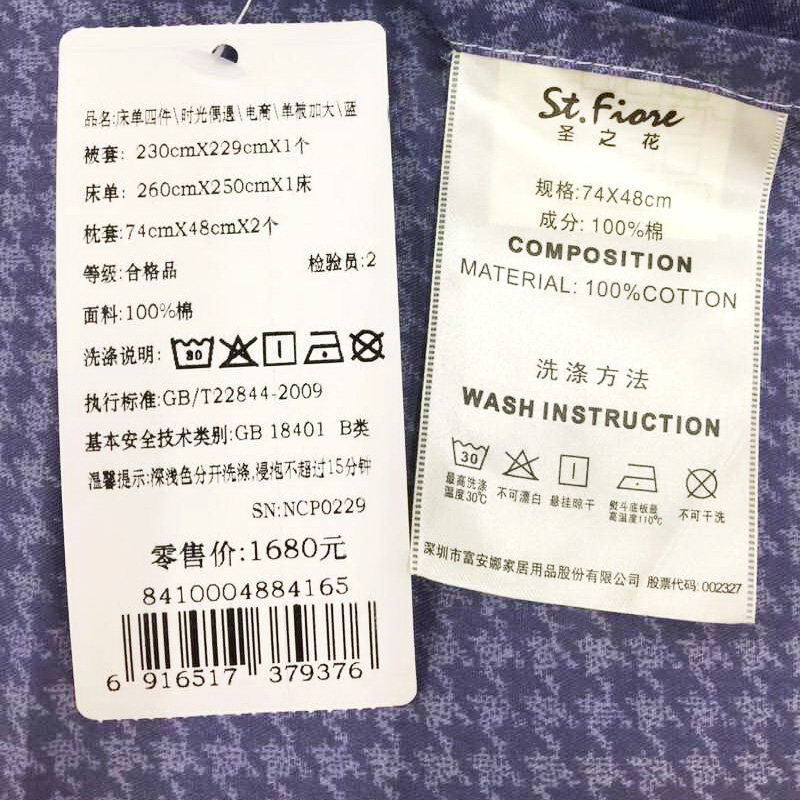 品名:床单四件\时光偶遇\电商\单被加大\蓝
被套: 230cmX229cmX1个
床单: 260cmX250cmX1床
枕套:74cmX48cmX2个
等级:合格品 检验员:2
面料:100%棉
洗涤说明: 30
执行标准:GB/T22844-2009
基本安全技术类别:GB 18401 B类
温馨提示:深浅色分开洗涤,浸泡不超过15分钟
SN:NCP0229
零售价:1680元
8410004884165
6 916517 379376
St.Fiore
圣之花
规格:74X48cm
成分:100%棉
COMPOSITION
MATERIAL: 100%COTTON
洗涤方法
WASH INSTRUCTION
30
最高洗涤温度30℃ 不可漂白 悬挂晾干 熨斗底板最高温度110℃ 不可干洗
深圳市富安娜家居用品股份有限公司 股票代码:002327